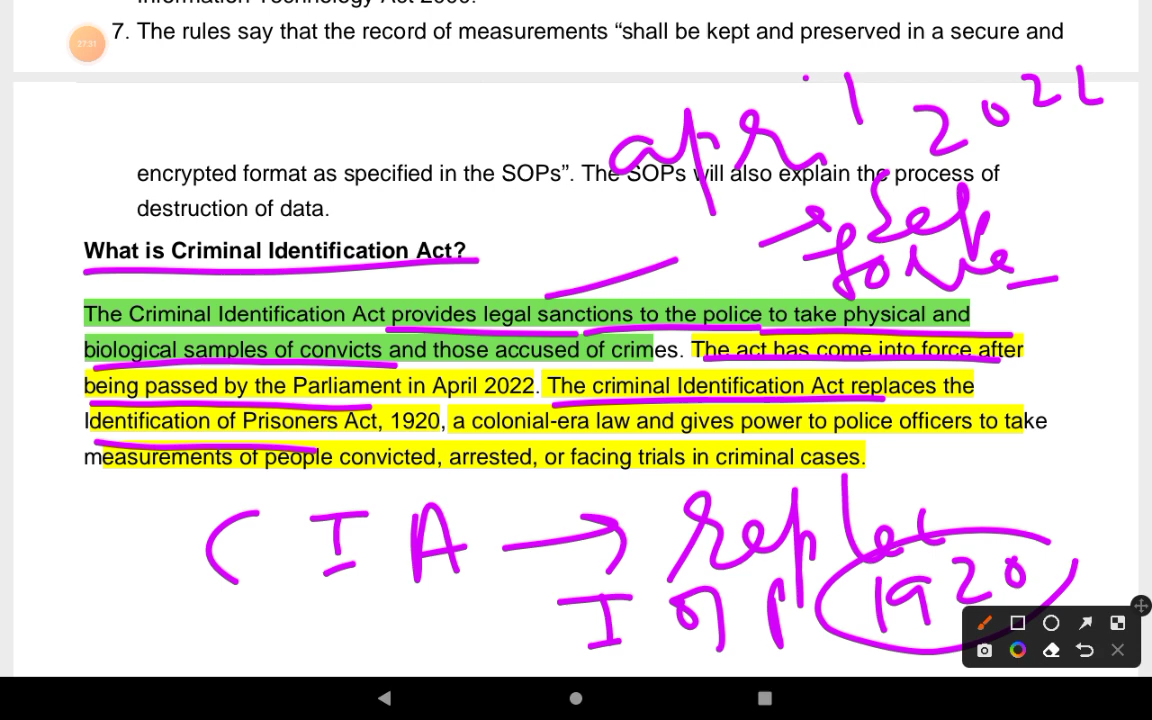 Information Technology Act 2000.
27:31
7. The rules say that the record of measurements “shall be kept and preserved in a secure and
april 2022
encrypted format as specified in the SOPs”. The SOPs will also explain the process of
destruction of data.
→ Sep
force
What is Criminal Identification Act?
The Criminal Identification Act provides legal sanctions to the police to take physical and
biological samples of convicts and those accused of crimes. The act has come into force after
being passed by the Parliament in April 2022. The criminal Identification Act replaces the
Identification of Prisoners Act, 1920, a colonial-era law and gives power to police officers to take
measurements of people convicted, arrested, or facing trials in criminal cases.
C I A →
I of P 1920